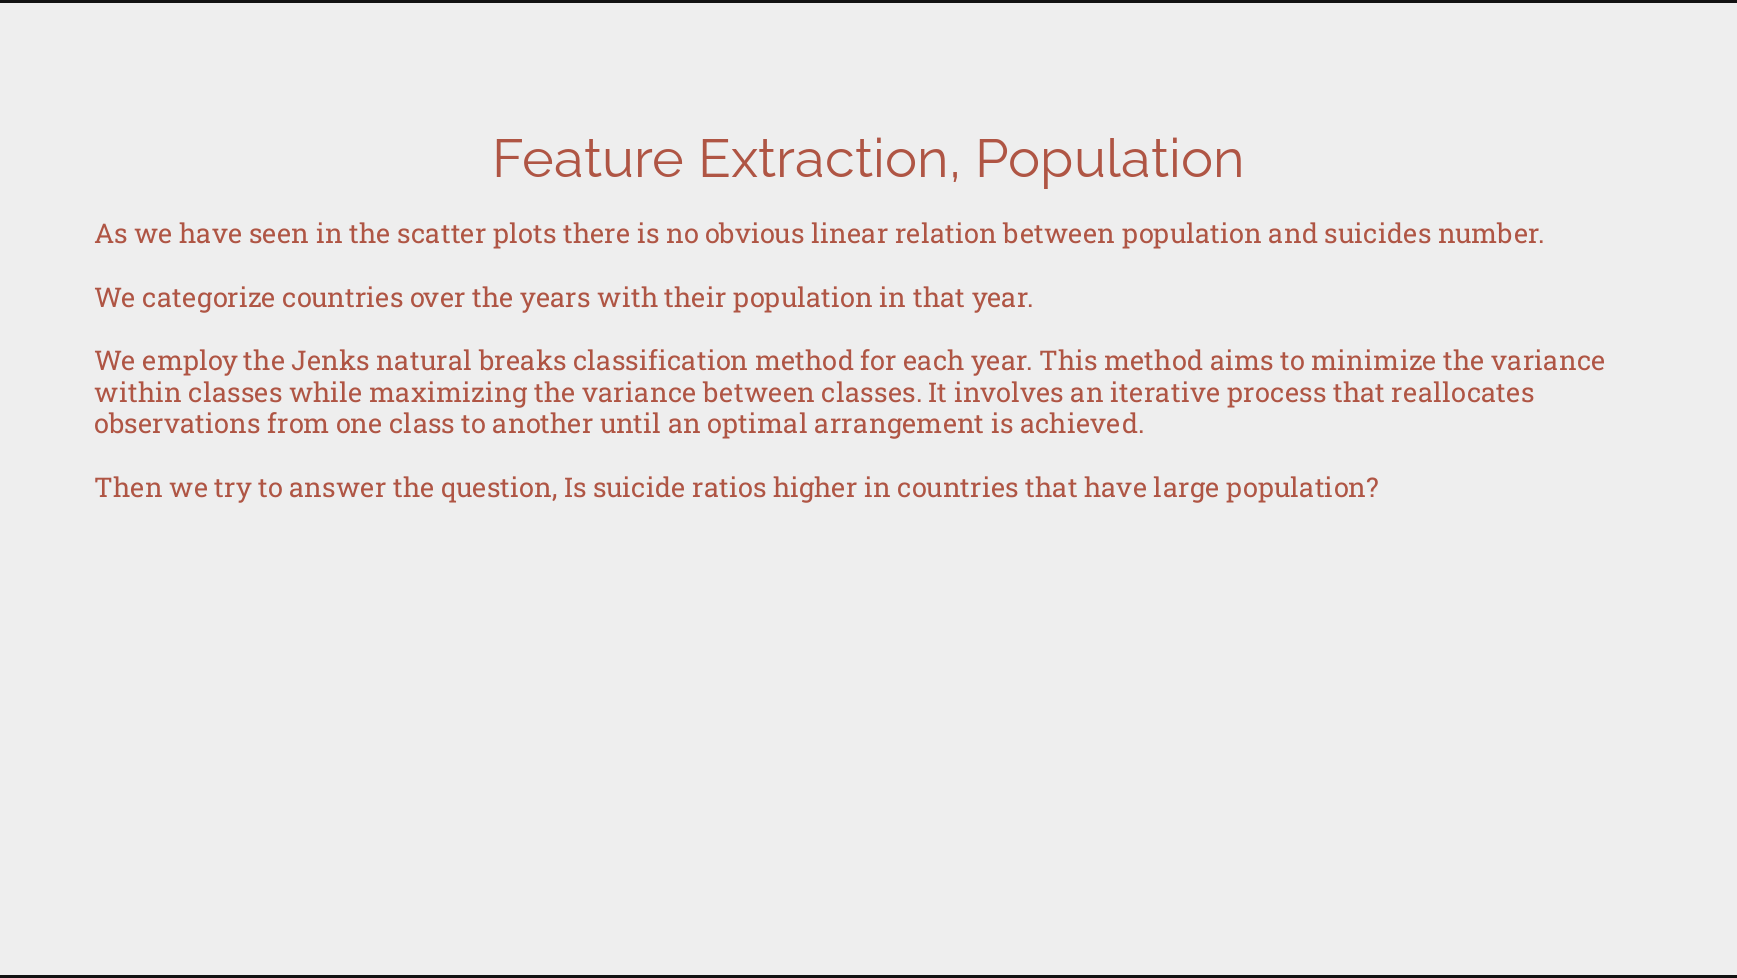 Feature Extraction, Population
As we have seen in the scatter plots there is no obvious linear relation between population and suicides number.
We categorize countries over the years with their population in that year.
We employ the Jenks natural breaks classification method for each year. This method aims to minimize the variance
within classes while maximizing the variance between classes. It involves an iterative process that reallocates
observations from one class to another until an optimal arrangement is achieved.
Then we try to answer the question, Is suicide ratios higher in countries that have large population?